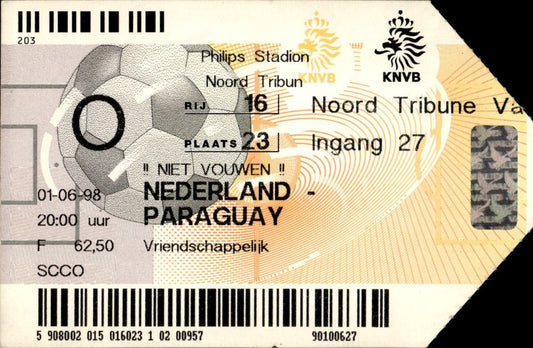 203
KNVB KNVB
Philips Stadion
Noord Tribun
O
RIJ 16 Noord Tribune Va
PLAATS 23 Ingang 27
!! NIET VOUWEN !!
01-06-98 NEDERLAND -
20:00 uur PARAGUAY
F 62,50 Vriendschappelijk
SCCO
5 908002 015 016023 1 02 00957 90100627